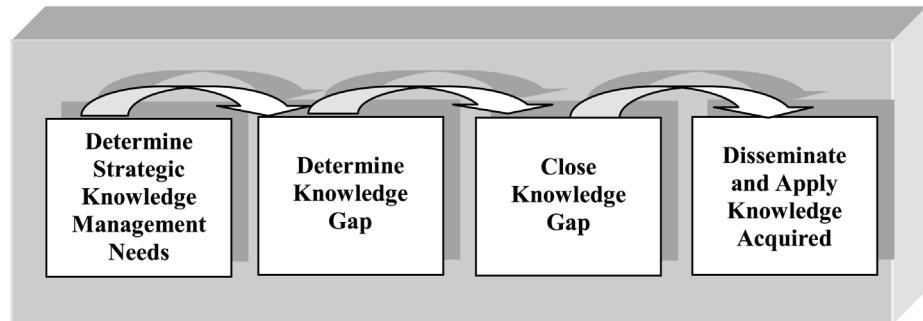 Determine
Strategic
Knowledge
Management
Needs
Determine
Knowledge
Gap
Close
Knowledge
Gap
Disseminate
and Apply
Knowledge
Acquired